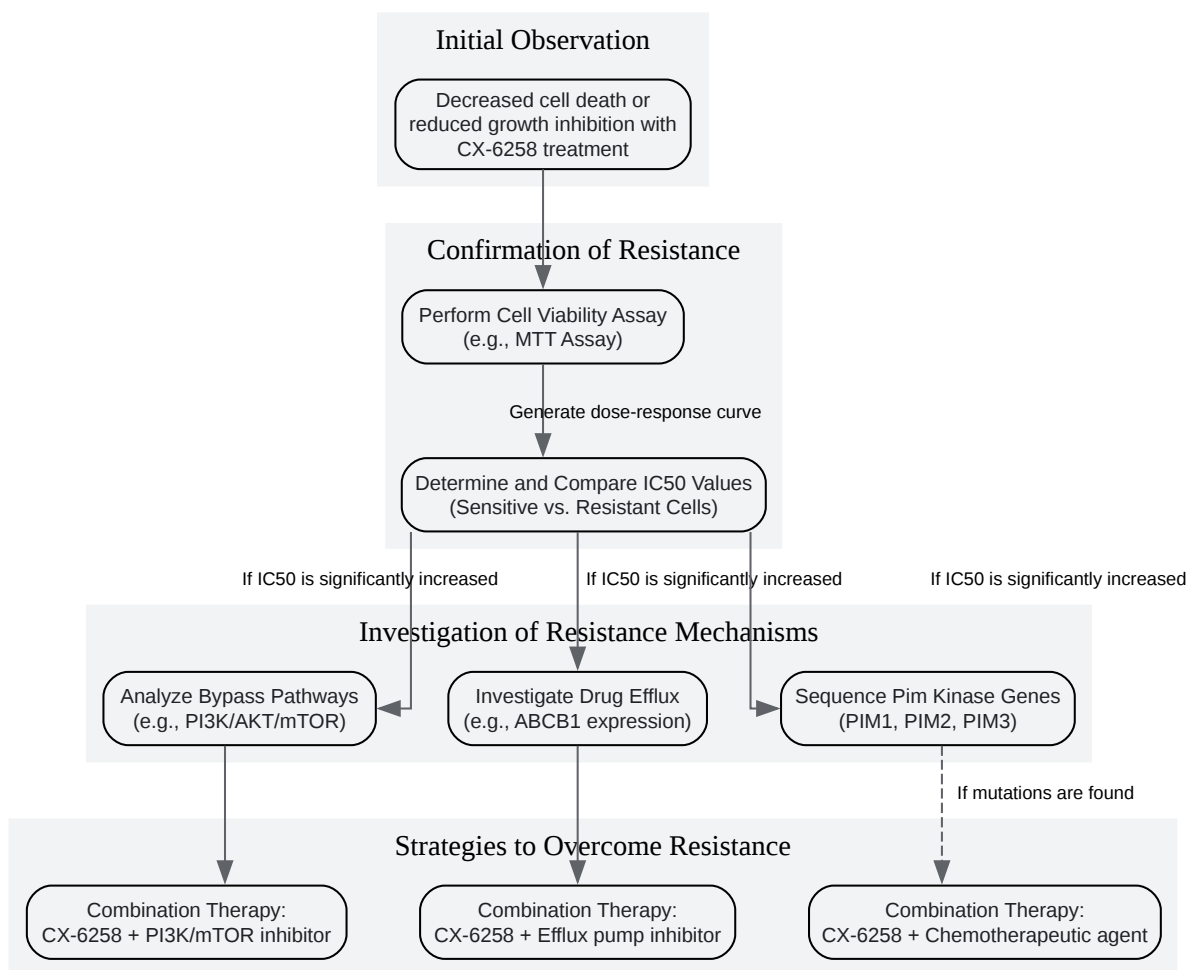 Initial Observation
Decreased cell death or
reduced growth inhibition with
CX-6258 treatment
Confirmation of Resistance
Perform Cell Viability Assay
(e.g., MTT Assay)
Generate dose-response curve
Determine and Compare IC50 Values
(Sensitive vs. Resistant Cells)
If IC50 is significantly increased
If IC50 is significantly increased
If IC50 is significantly increased
Investigation of Resistance Mechanisms
Analyze Bypass Pathways
(e.g., PI3K/AKT/mTOR)
Investigate Drug Efflux
(e.g., ABCB1 expression)
Sequence Pim Kinase Genes
(PIM1, PIM2, PIM3)
If mutations are found
Strategies to Overcome Resistance
Combination Therapy:
CX-6258 + PI3K/mTOR inhibitor
Combination Therapy:
CX-6258 + Efflux pump inhibitor
Combination Therapy:
CX-6258 + Chemotherapeutic agent